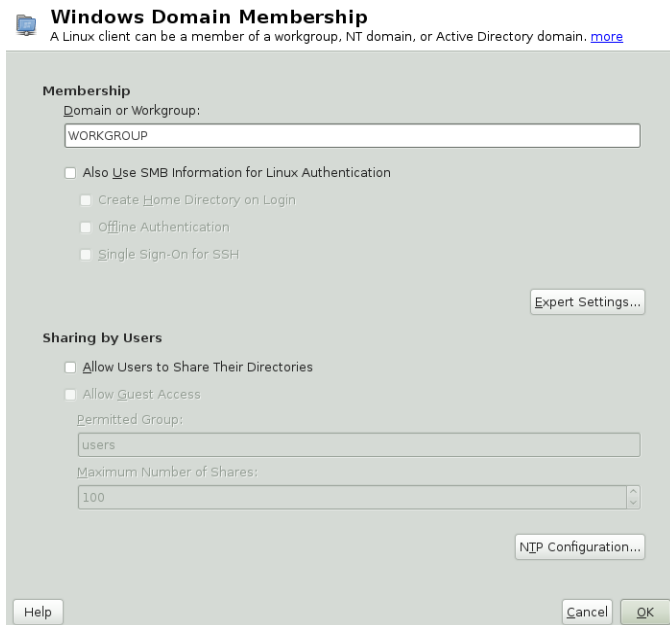 Windows Domain Membership
A Linux client can be a member of a workgroup, NT domain, or Active Directory domain. more
Membership
Domain or Workgroup:
WORKGROUP
Also Use SMB Information for Linux Authentication
Create Home Directory on Login
Offline Authentication
Single Sign-On for SSH
Expert Settings...
Sharing by Users
Allow Users to Share Their Directories
Allow Guest Access
Permitted Group:
users
Maximum Number of Shares:
100
NTP Configuration...
Help
Cancel
OK